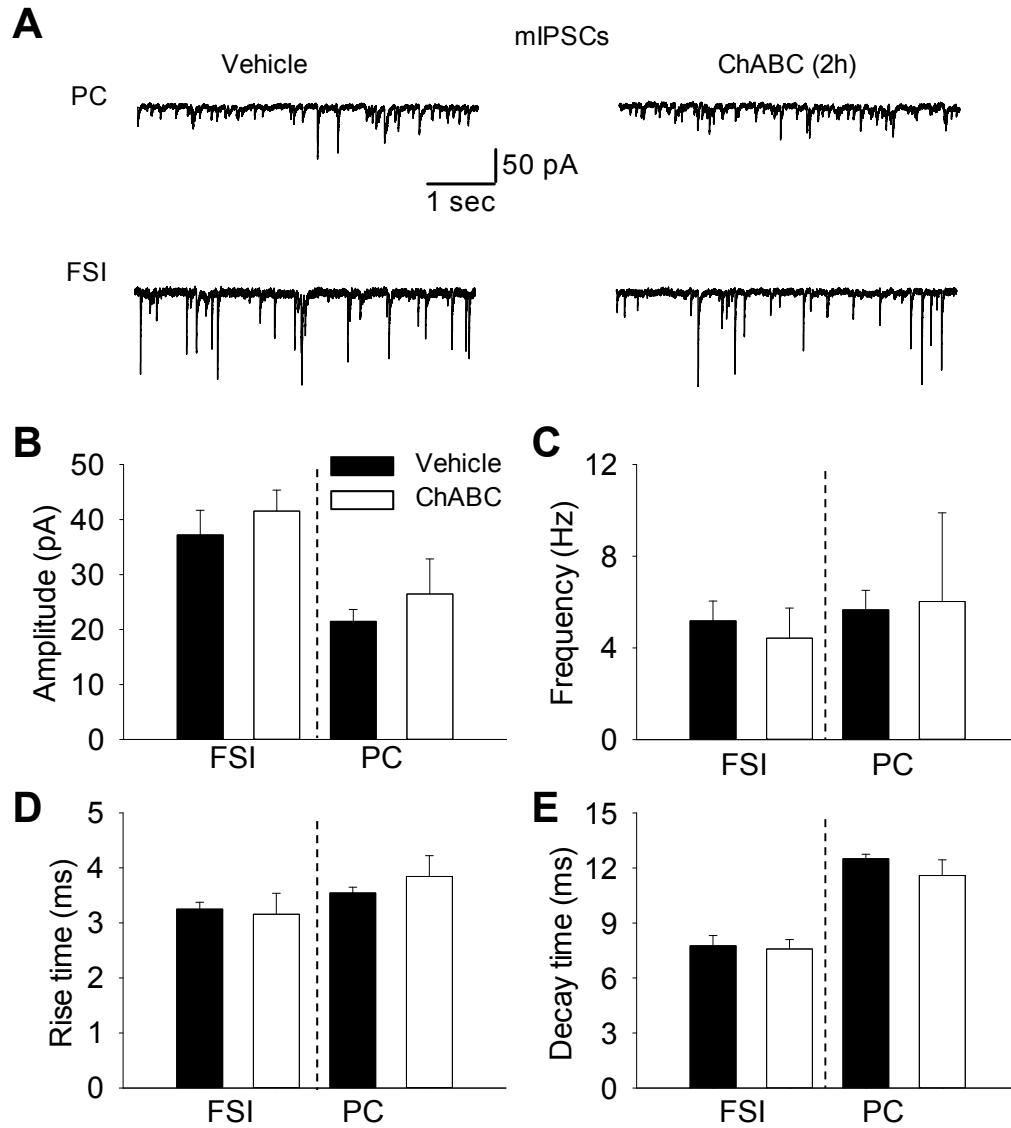 A
mIPSCs
Vehicle
ChABC (2h)
PC
50 pA
1 sec
FSI
B
Vehicle
ChABC
Amplitude (pA)
50
40
30
20
10
0
FSI
PC
C
Frequency (Hz)
12
8
4
0
FSI
PC
D
Rise time (ms)
5
4
3
2
1
0
FSI
PC
E
Decay time (ms)
15
12
9
6
3
0
FSI
PC